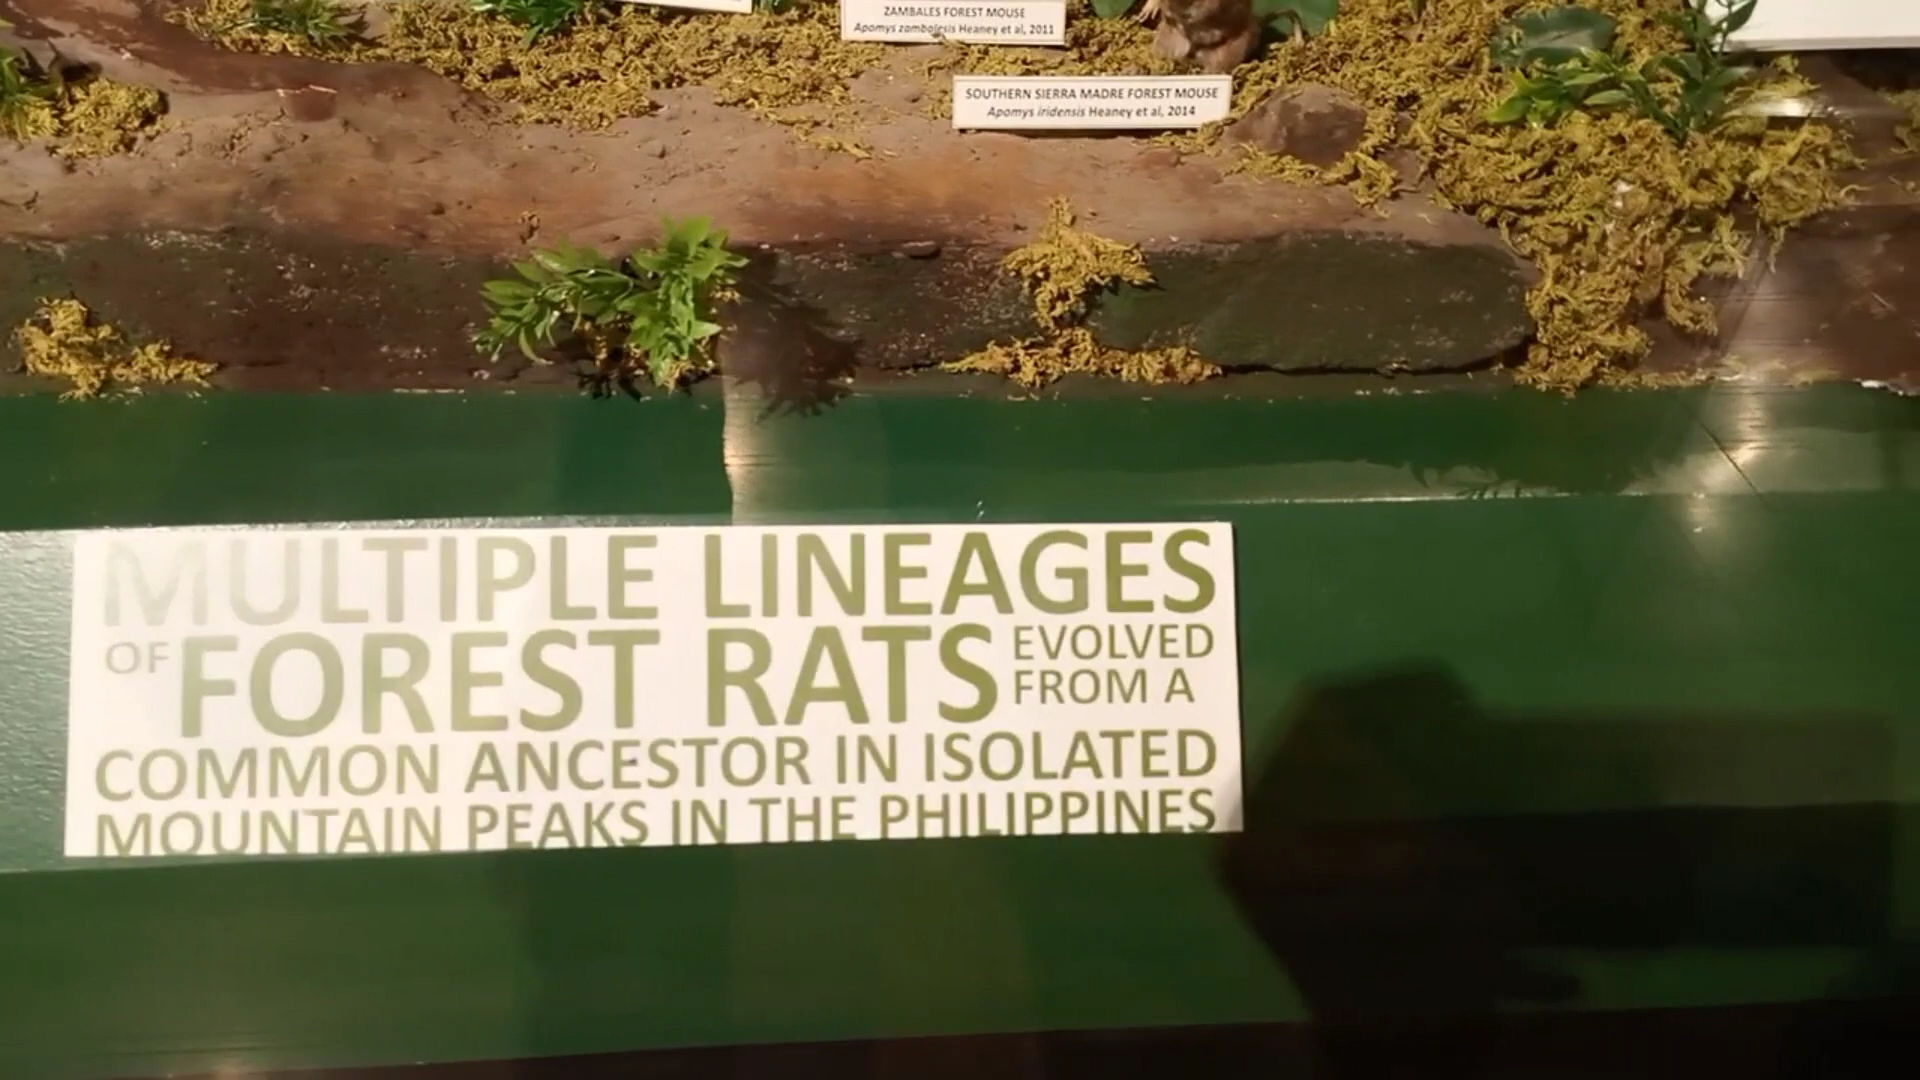 ZAMBALES FOREST MOUSE
Apomys zambalesis Heaney et al, 2011
SOUTHERN SIERRA MADRE FOREST MOUSE
Apomys iridensis Heaney et al, 2014
MULTIPLE LINEAGES
OF FOREST RATS EVOLVED
FROM A
COMMON ANCESTOR IN ISOLATED
MOUNTAIN PEAKS IN THE PHILIPPINES